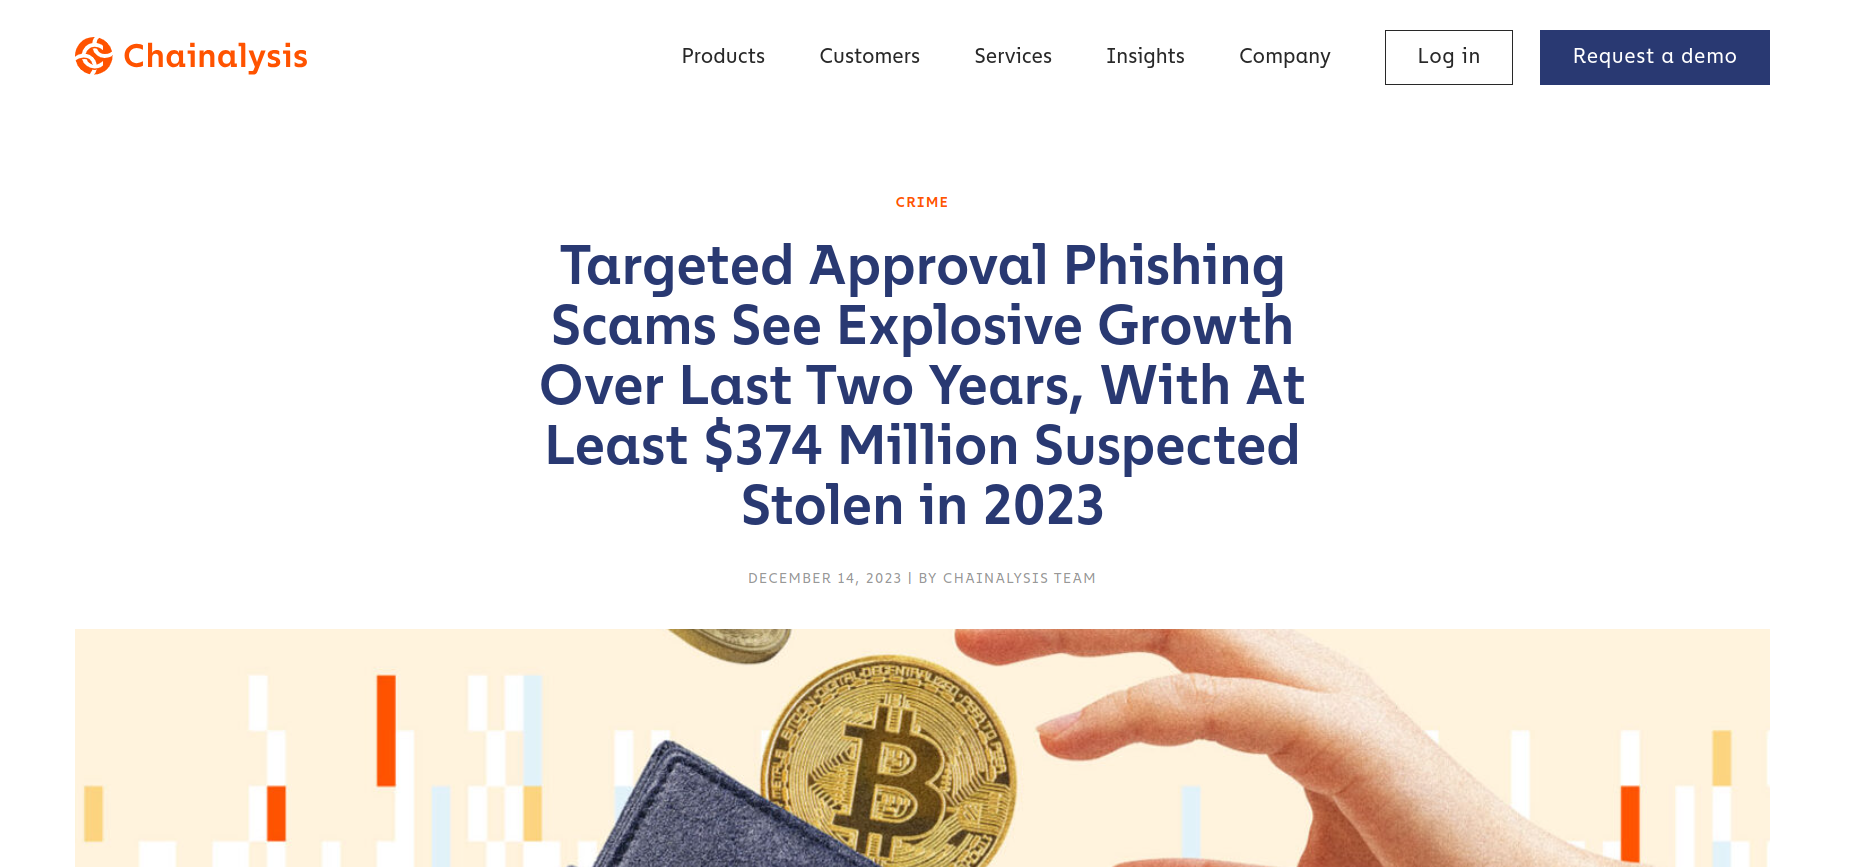 Chainalysis
Products Customers Services Insights Company Log in Request a demo
CRIME
Targeted Approval Phishing
Scams See Explosive Growth
Over Last Two Years, With At
Least $374 Million Suspected
Stolen in 2023
DECEMBER 14, 2023 | BY CHAINALYSIS TEAM
BITCOIN·DIGITAL·DECENTRALIZED